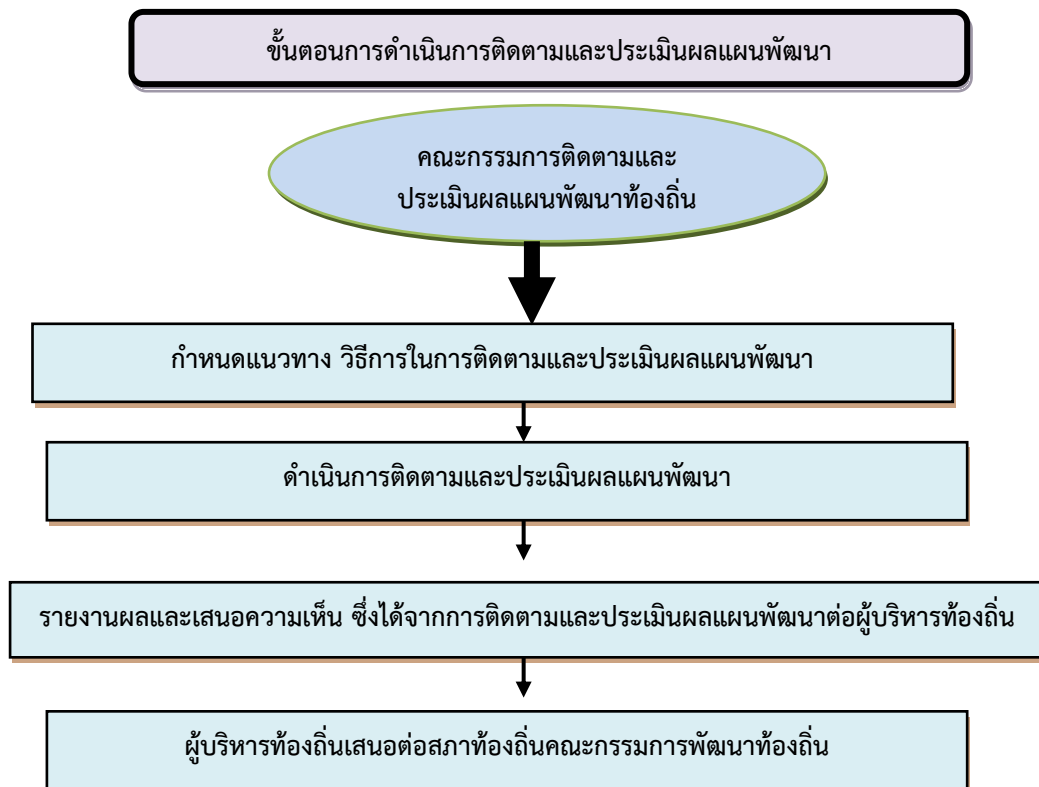 ขั้นตอนการดำเนินการติดตามและประเมินผลแผนพัฒนา
คณะกรรมการติดตามและ
ประเมินผลแผนพัฒนาท้องถิ่น
กำหนดแนวทาง วิธีการในการติดตามและประเมินผลแผนพัฒนา
ดำเนินการติดตามและประเมินผลแผนพัฒนา
รายงานผลและเสนอความเห็น ซึ่งได้จากการติดตามและประเมินผลแผนพัฒนาต่อผู้บริหารท้องถิ่น
ผู้บริหารท้องถิ่นเสนอต่อสภาท้องถิ่นคณะกรรมการพัฒนาท้องถิ่น